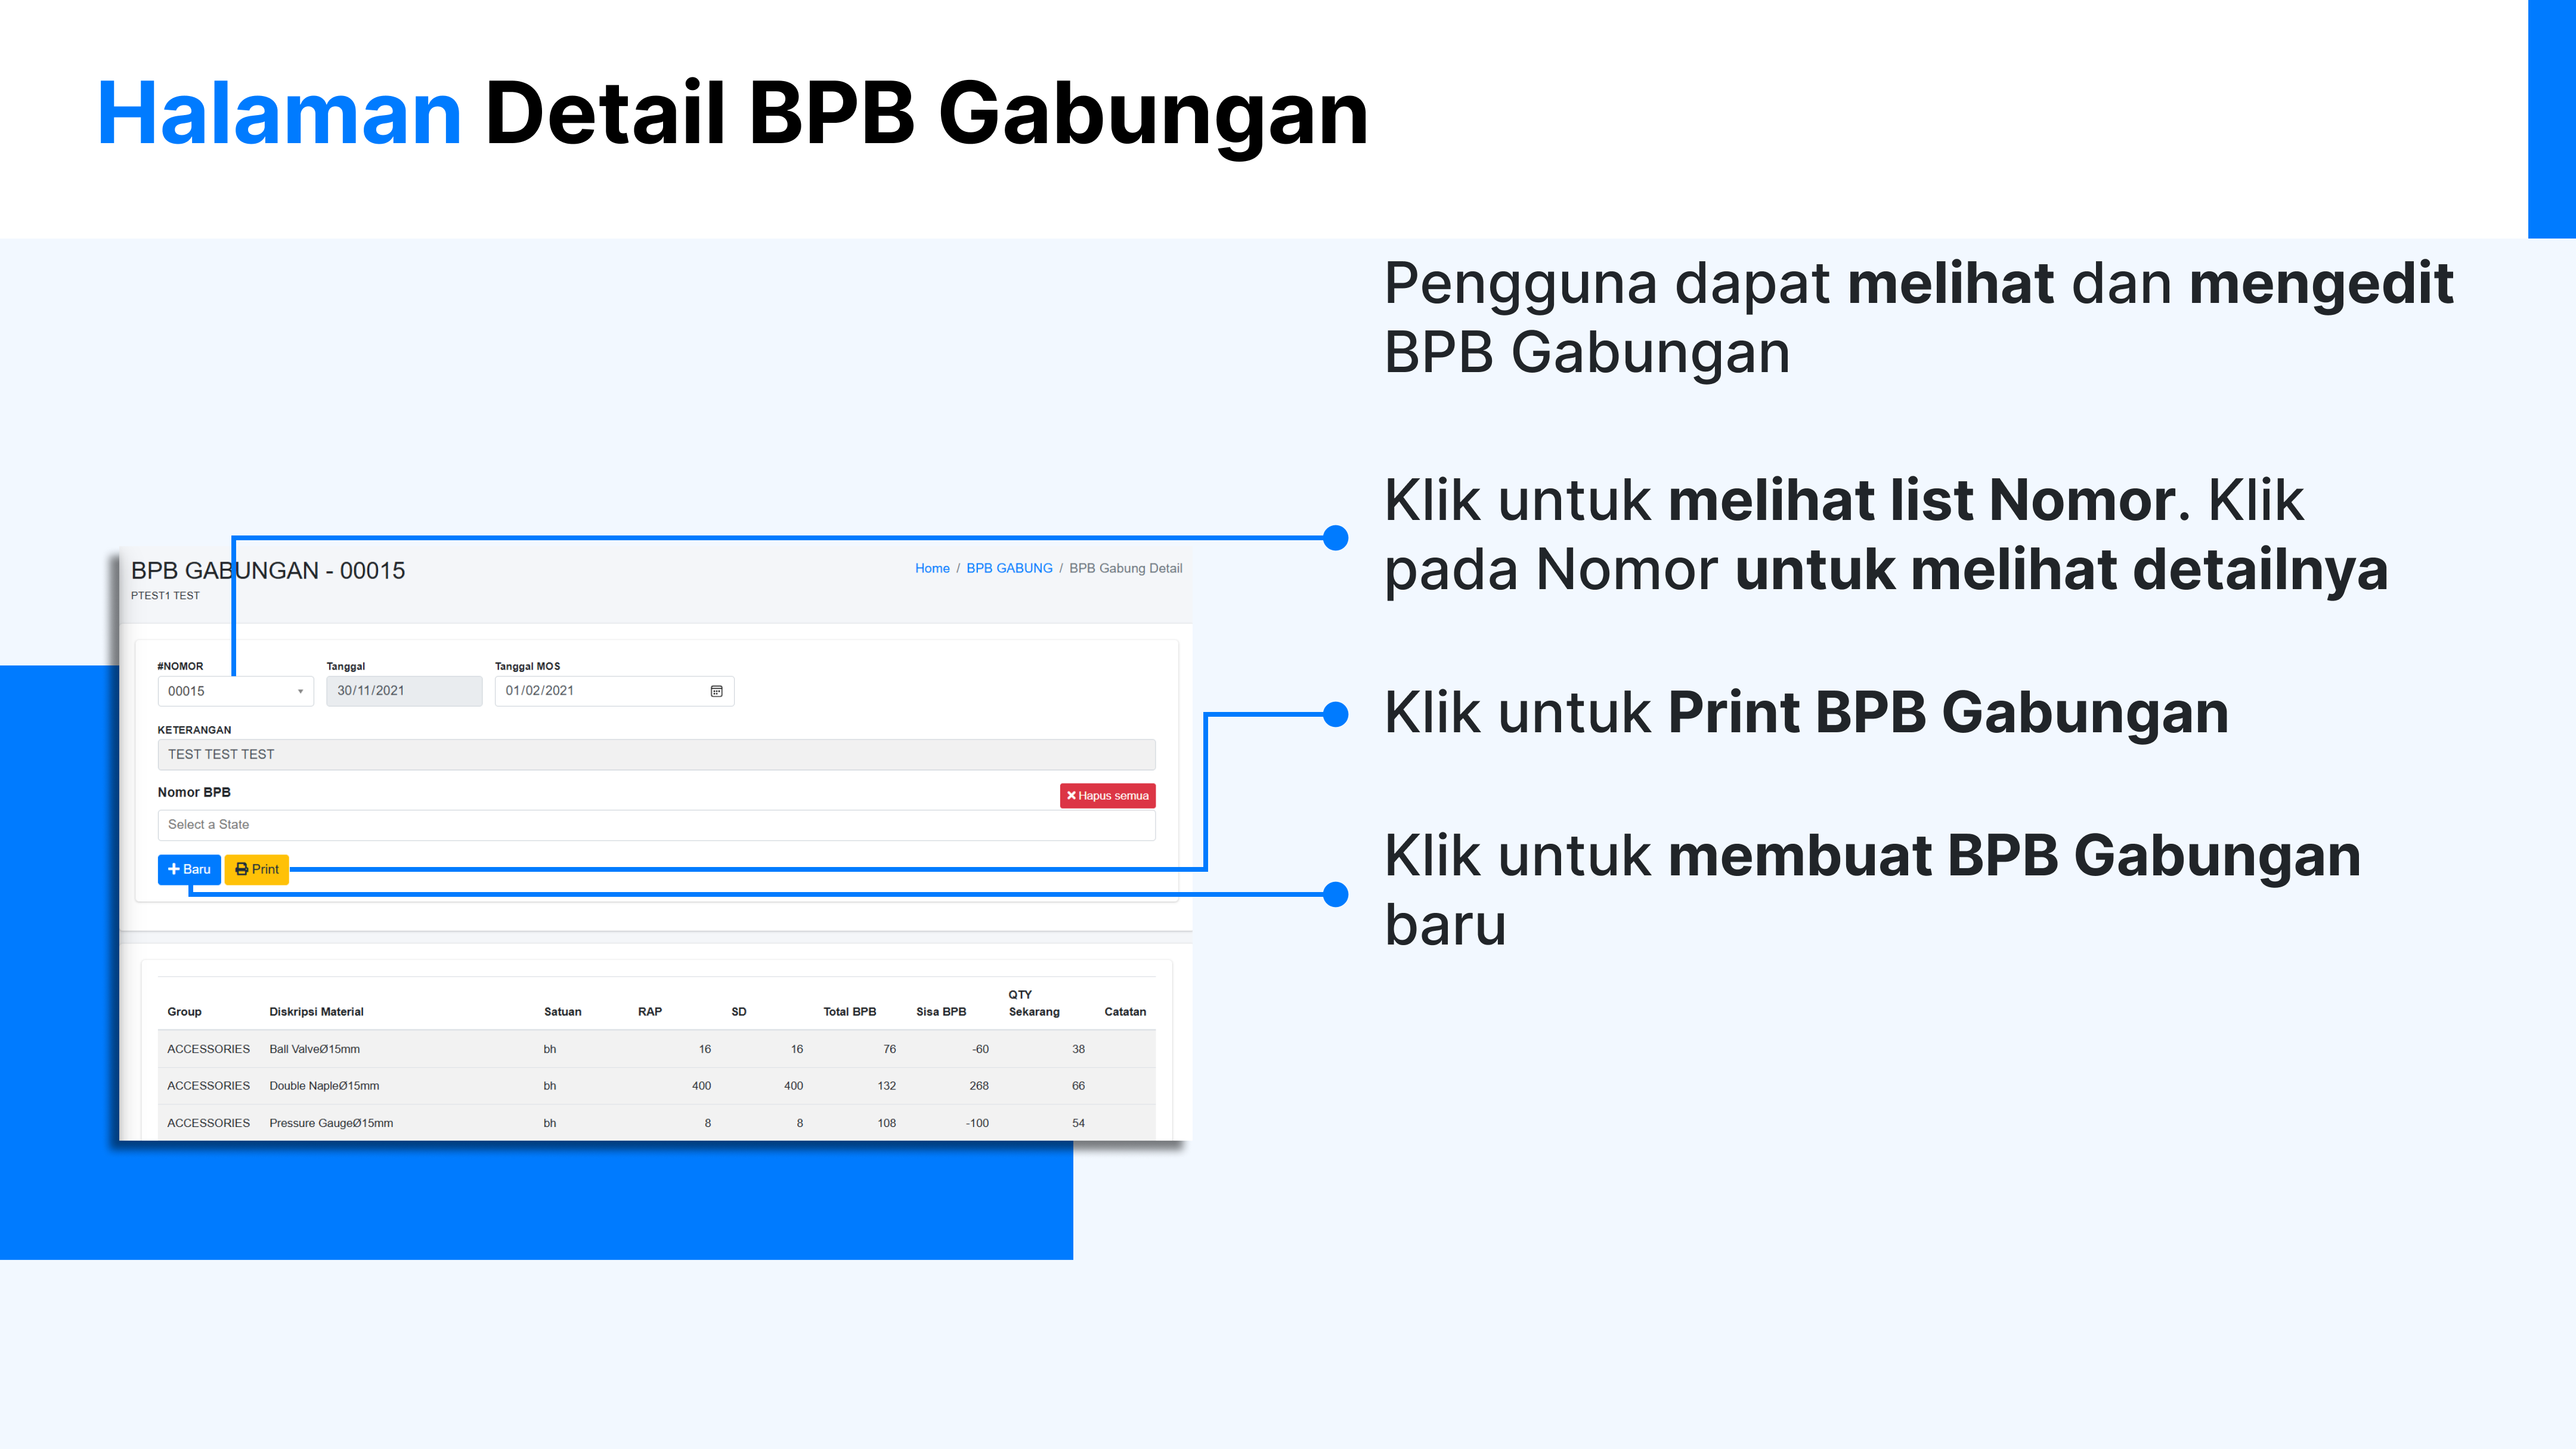 Halaman Detail BPB Gabungan
Pengguna dapat melihat dan mengedit
BPB Gabungan
Klik untuk melihat list Nomor. Klik
pada Nomor untuk melihat detailnya
Klik untuk Print BPB Gabungan
Klik untuk membuat BPB Gabungan
baru
BPB GABUNGAN - 00015
Home / BPB GABUNG / BPB Gabung Detail
PTEST1 TEST
#NOMOR Tanggal Tanggal MOS
00015 30/11/2021 01/02/2021
KETERANGAN
TEST TEST TEST
Nomor BPB
Hapus semua
Select a State
Baru Print
Group Diskripsi Material Satuan RAP SD Total BPB Sisa BPB QTY Sekarang Catatan
ACCESSORIES Ball ValveØ15mm bh 16 16 76 -60 38
ACCESSORIES Double NapleØ15mm bh 400 400 132 268 66
ACCESSORIES Pressure GaugeØ15mm bh 8 8 108 -100 54